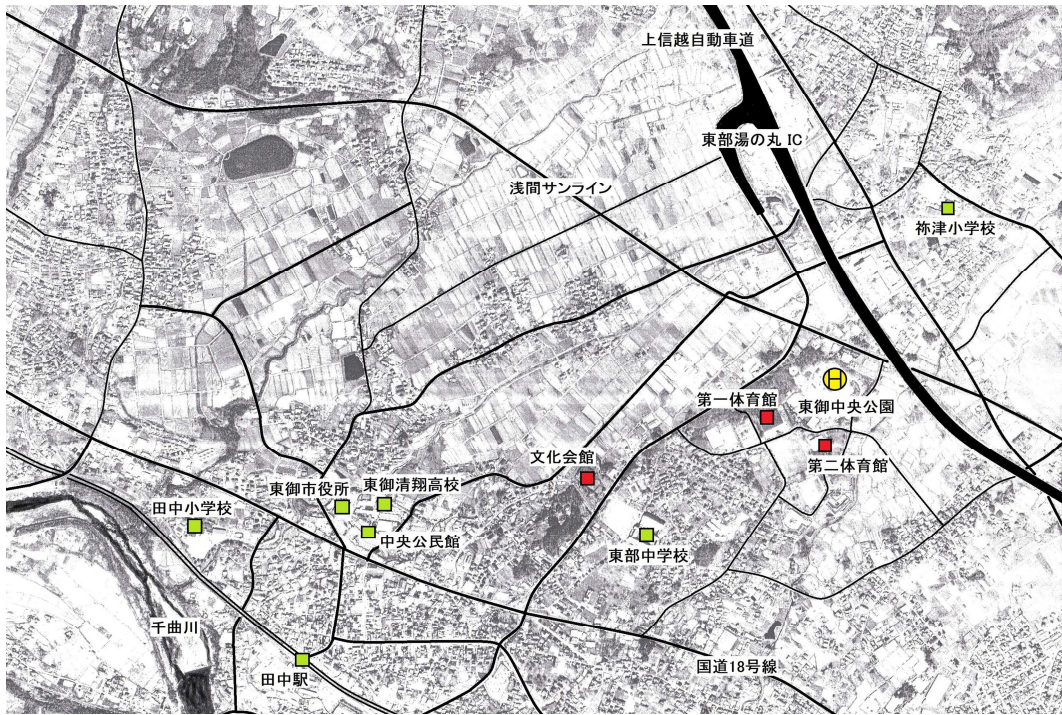 上信越自動車道
東部湯の丸 IC
浅間サンライン
祢津小学校
第一体育館
東御中央公園
第二体育館
文化会館
東御市役所
東御清翔高校
田中小学校
中央公民館
東部中学校
千曲川
田中駅
国道18号線
H